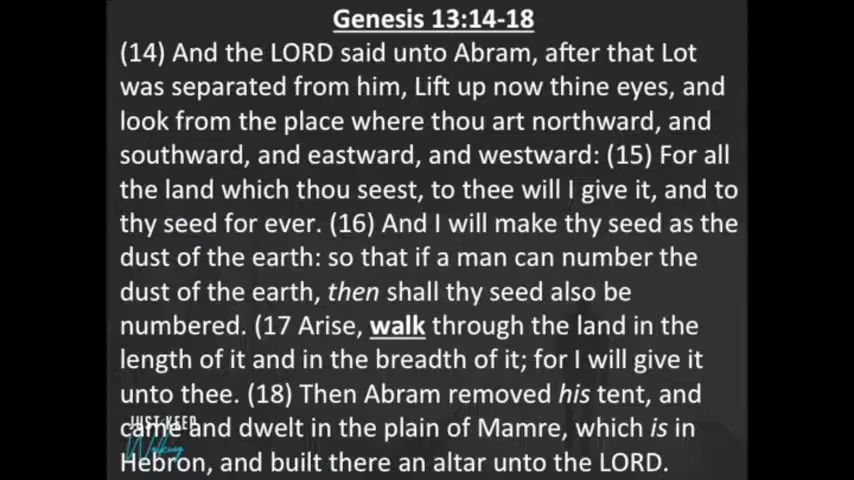 Genesis 13:14-18
(14) And the LORD said unto Abram, after that Lot
was separated from him, Lift up now thine eyes, and
look from the place where thou art northward, and
southward, and eastward, and westward: (15) For all
the land which thou seest, to thee will I give it, and to
thy seed for ever. (16) And I will make thy seed as the
dust of the earth: so that if a man can number the
dust of the earth, then shall thy seed also be
numbered. (17 Arise, walk through the land in the
length of it and in the breadth of it; for I will give it
unto thee. (18) Then Abram removed his tent, and
came and dwelt in the plain of Mamre, which is in
Hebron, and built there an altar unto the LORD.
JUST KEEP
Walking